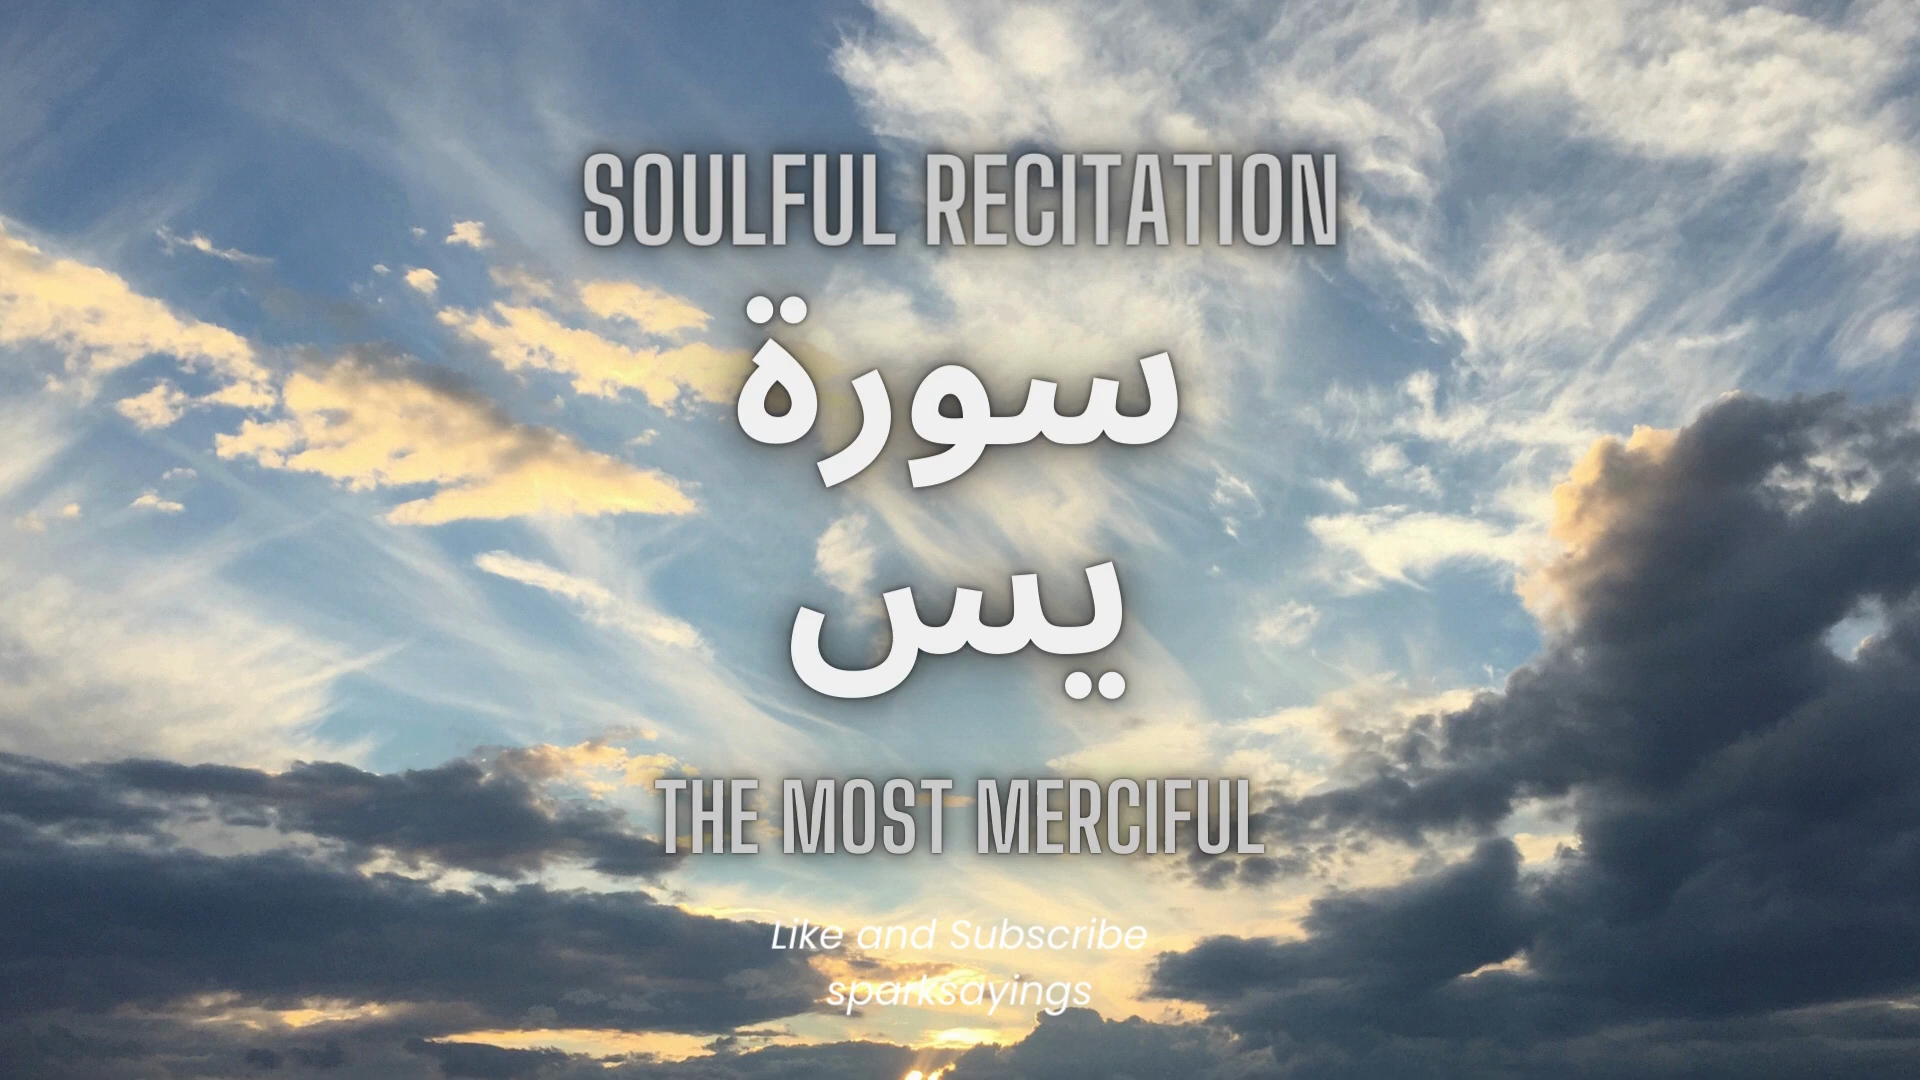 SOULFUL RECITATION
سورة
يس
THE MOST MERCIFUL
Like and Subscribe
sparksayings